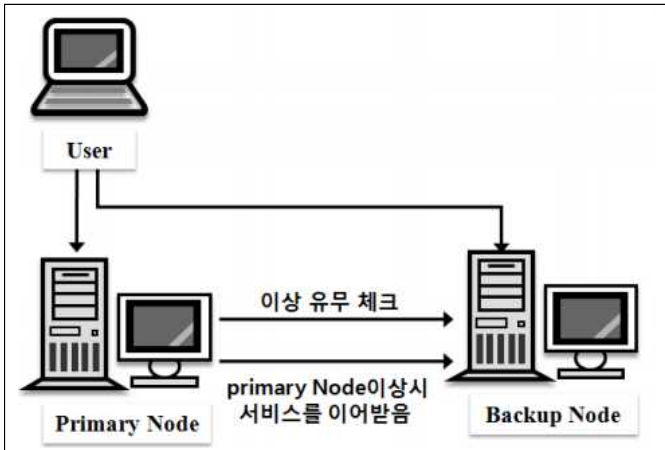 User
이상 유무 체크
primary Node이상시
서비스를 이어받음
Primary Node
Backup Node